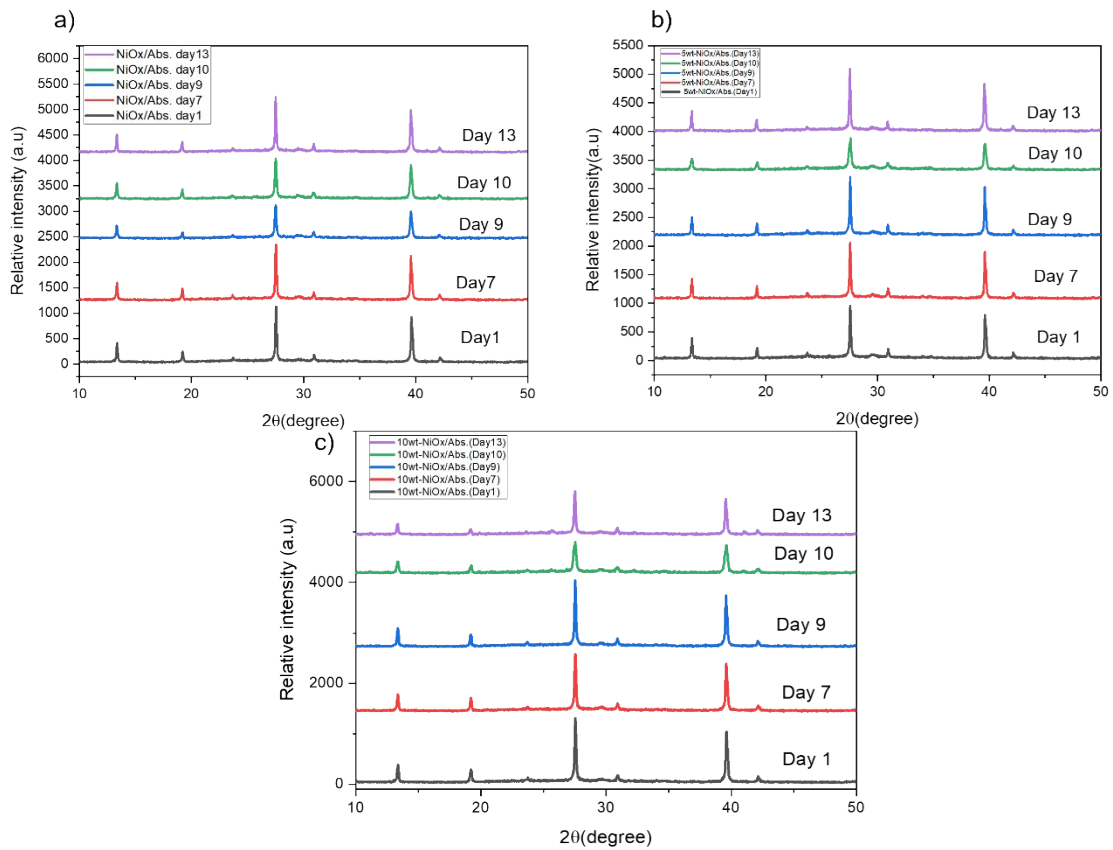 a)
NiOx/Abs. day13
NiOx/Abs. day10
NiOx/Abs. day9
NiOx/Abs. day7
NiOx/Abs. day1
Relative intensity (a.u)
6000
5500
5000
4500
4000
3500
3000
2500
2000
1500
1000
500
0
Day 13
Day 10
Day 9
Day7
Day1
10 20 30 40 50
2θ(degree)
b)
5wt-NiOx/Abs.(Day13)
5wt-NiOx/Abs.(Day10)
5wt-NiOx/Abs.(Day9)
5wt-NiOx/Abs.(Day7)
5wt-NiOx/Abs.(Day1)
Relative intensity(a.u)
5500
5000
4500
4000
3500
3000
2500
2000
1500
1000
500
0
Day 13
Day 10
Day 9
Day 7
Day 1
10 20 30 40 50
2θ(degree)
c)
10wt-NiOx/Abs.(Day13)
10wt-NiOx/Abs.(Day10)
10wt-NiOx/Abs.(Day9)
10wt-NiOx/Abs.(Day7)
10wt-NiOx/Abs.(Day1)
Relative intensity (a.u)
6000
4000
2000
0
Day 13
Day 10
Day 9
Day 7
Day 1
10 20 30 40 50
2θ(degree)